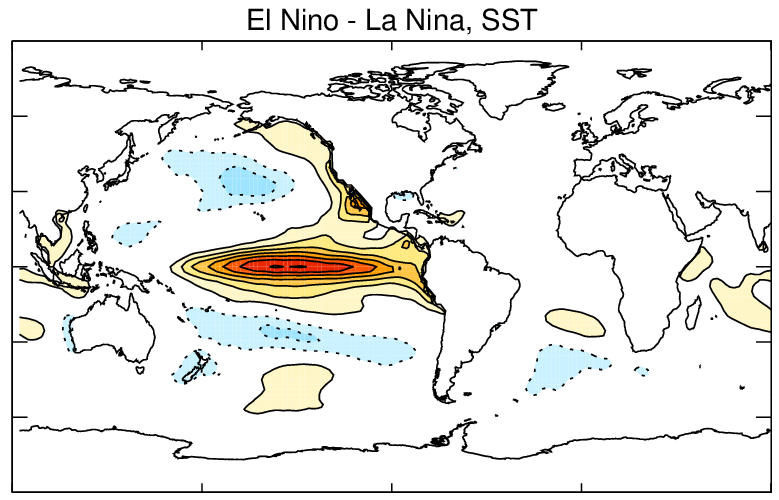 El Nino - La Nina, SST